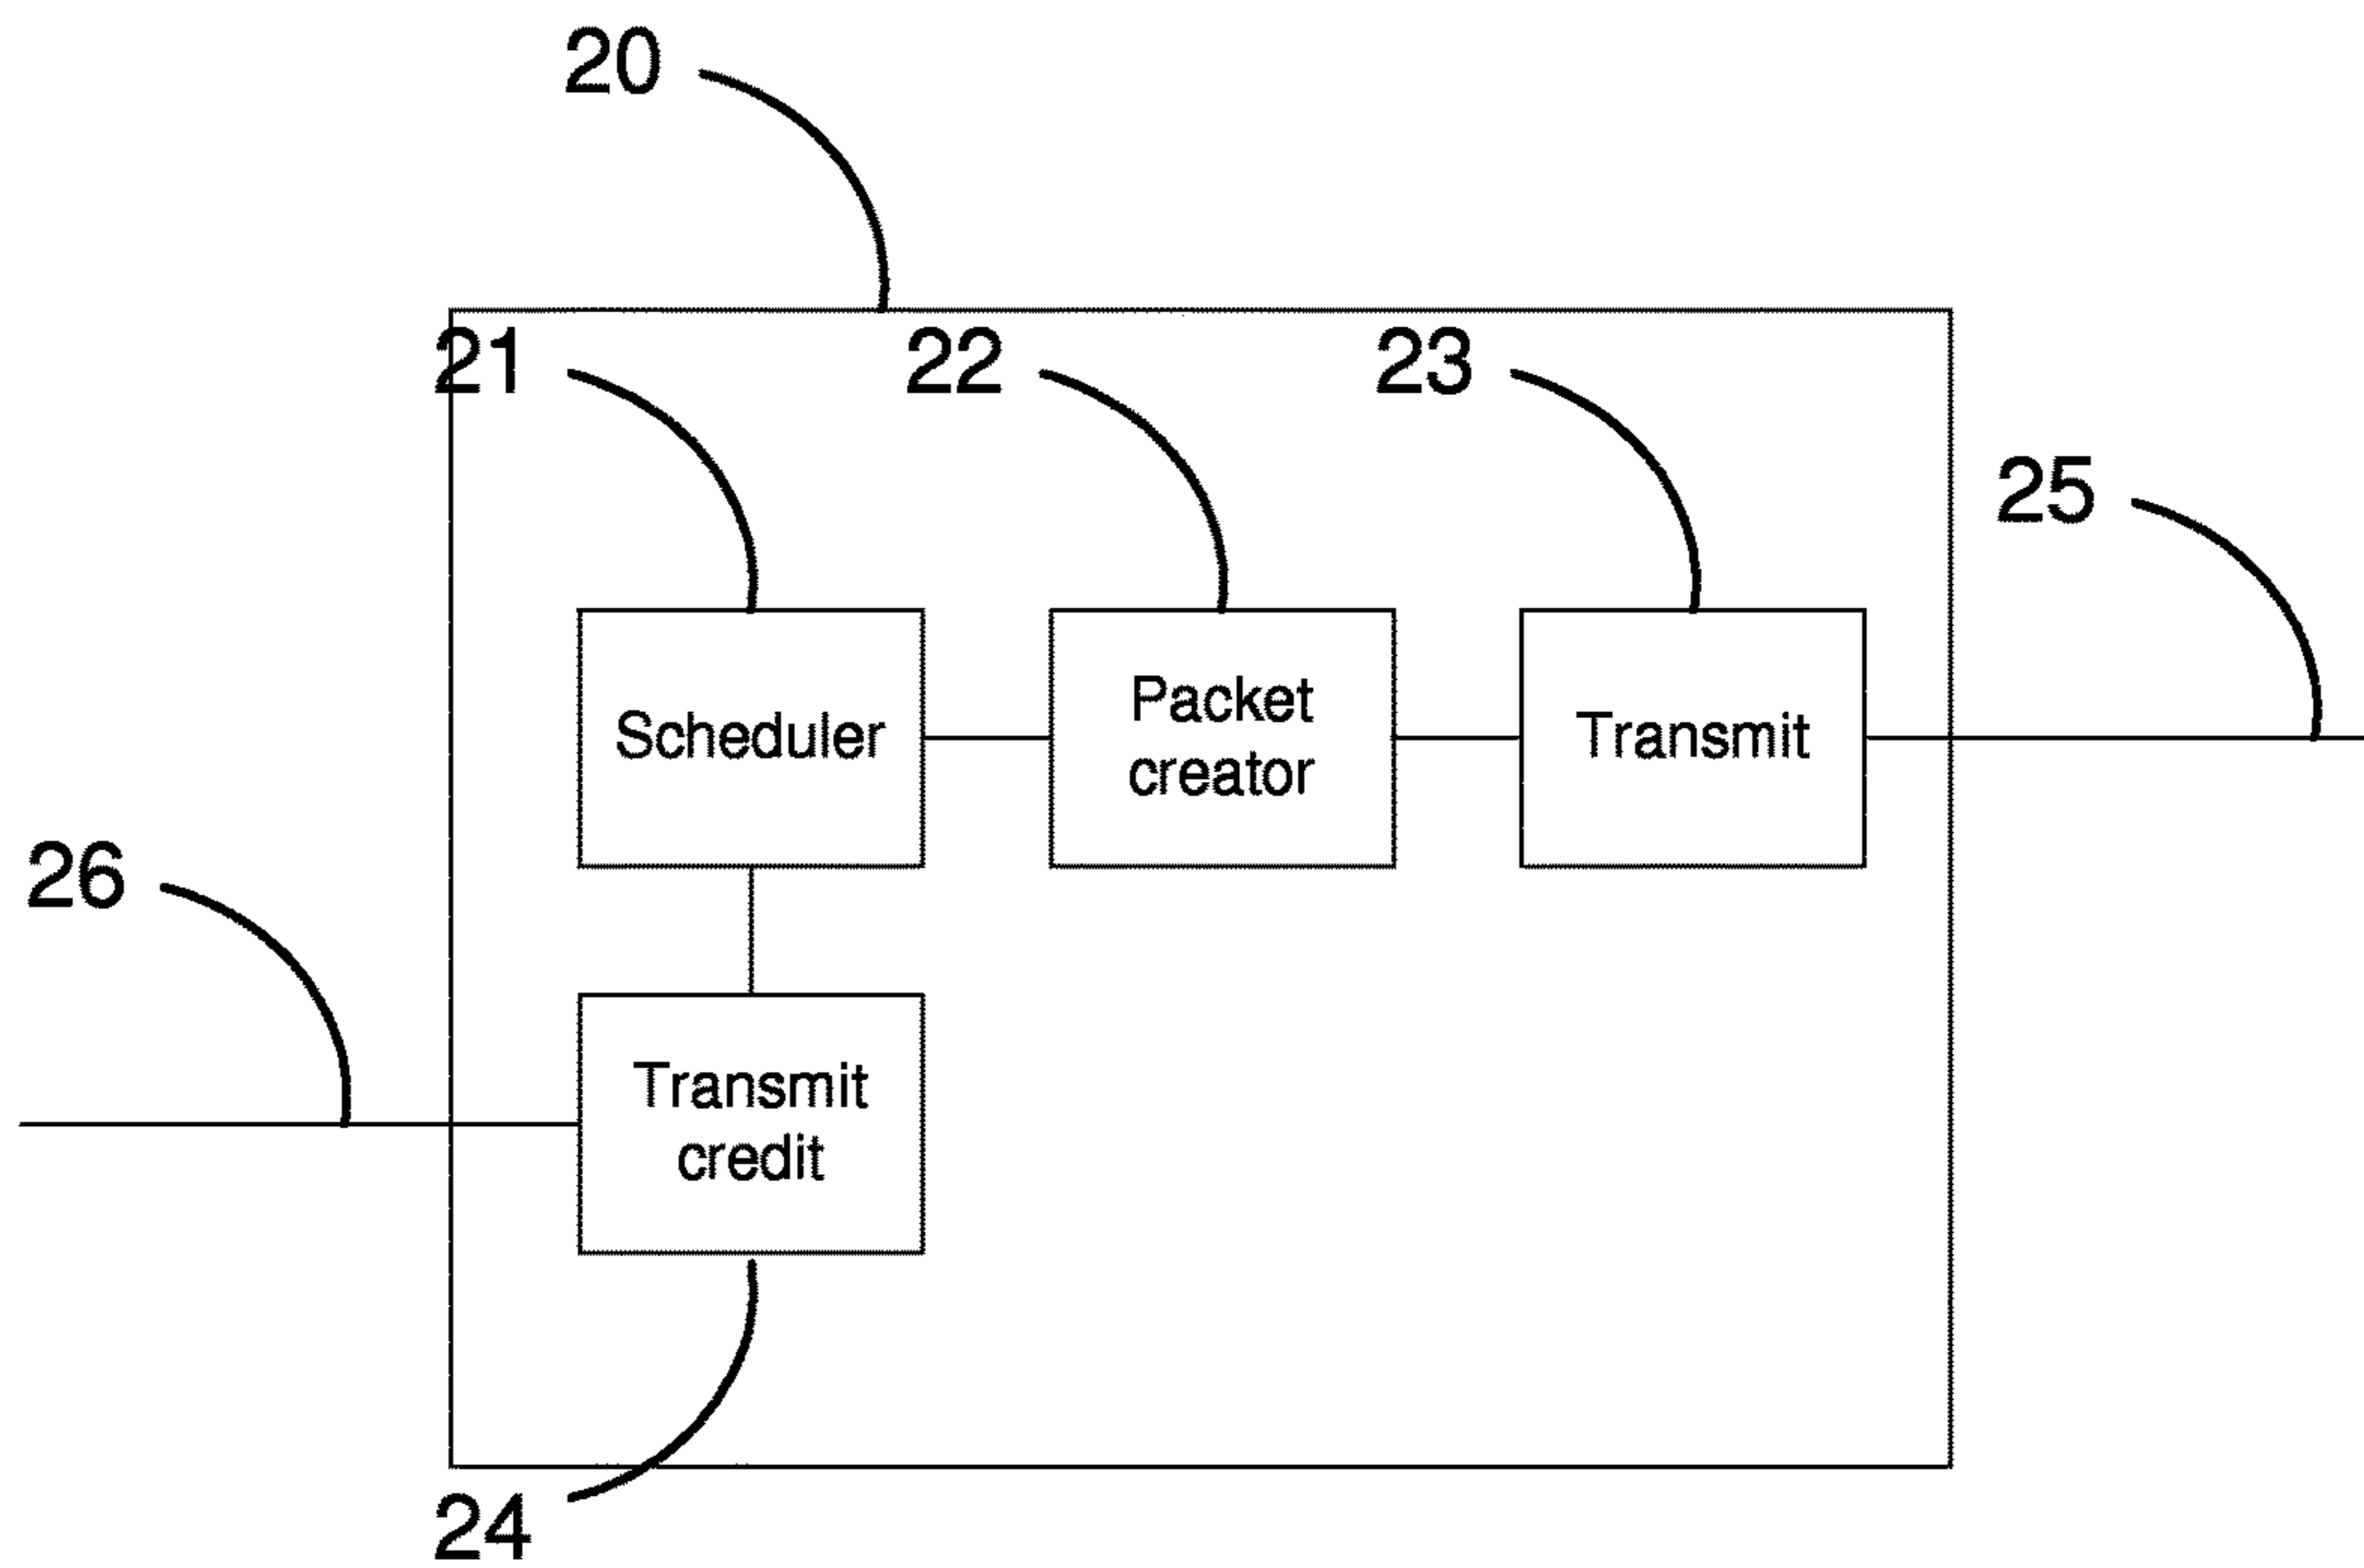 20
21
22
23
25
Scheduler
Packet
creator
Transmit
26
Transmit
credit
24